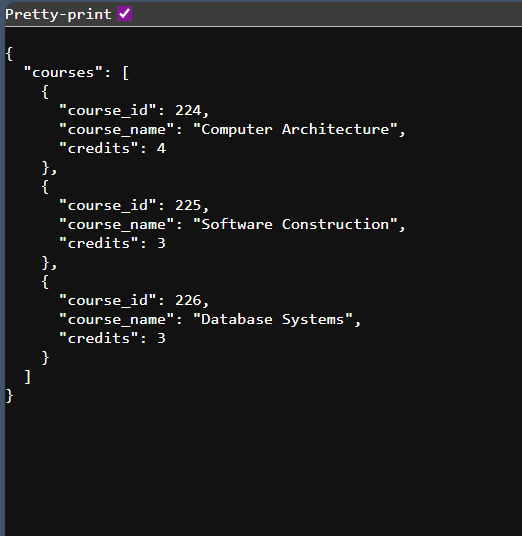 Pretty-print
{
  "courses": [
    {
      "course_id": 224,
      "course_name": "Computer Architecture",
      "credits": 4
    },
    {
      "course_id": 225,
      "course_name": "Software Construction",
      "credits": 3
    },
    {
      "course_id": 226,
      "course_name": "Database Systems",
      "credits": 3
    }
  ]
}